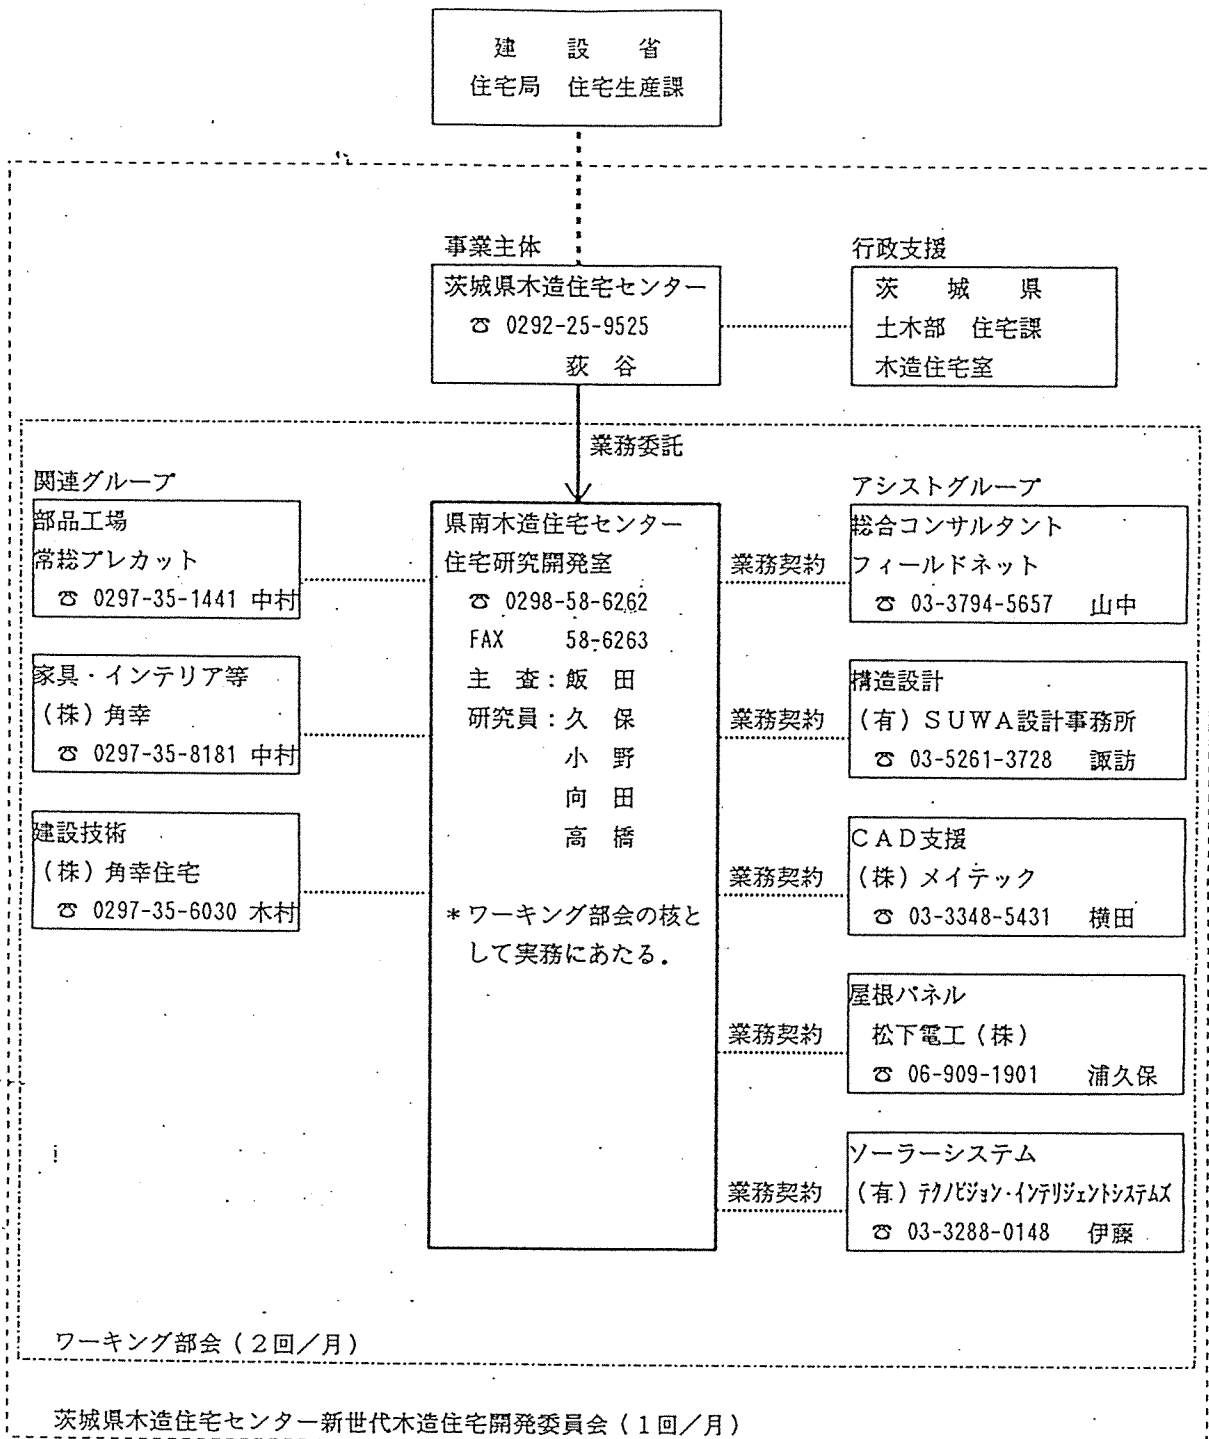 建　設　省
住宅局　住宅生産課
事業主体
茨城県木造住宅センター
☎ 0292-25-9525
荻　谷
行政支援
茨　城　県
土木部　住宅課
木造住宅室
業務委託
関連グループ
部品工場
常総プレカット
☎ 0297-35-1441 中村
家具・インテリア等
（株）角幸
☎ 0297-35-8181 中村
建設技術
（株）角幸住宅
☎ 0297-35-6030 木村
県南木造住宅センター
住宅研究開発室
☎ 0298-58-6262
FAX　58-6263
主　査：飯　田
研究員：久　保
小　野
向　田
高　橋
＊ワーキング部会の核と
して実務にあたる．
アシストグループ
業務契約
総合コンサルタント
フィールドネット
☎ 03-3794-5657　山中
業務契約
構造設計
（有）ＳＵＷＡ設計事務所
☎ 03-5261-3728　諏訪
業務契約
ＣＡＤ支援
（株）メイテック
☎ 03-3348-5431　横田
業務契約
屋根パネル
松下電工（株）
☎ 06-909-1901　浦久保
業務契約
ソーラーシステム
（有）ﾃｸﾉﾋﾞｼﾞｮﾝ・ｲﾝﾃﾘｼﾞｪﾝﾄｼｽﾃﾑｽﾞ
☎ 03-3288-0148　伊藤
ワーキング部会（２回／月）
茨城県木造住宅センター新世代木造住宅開発委員会（１回／月）